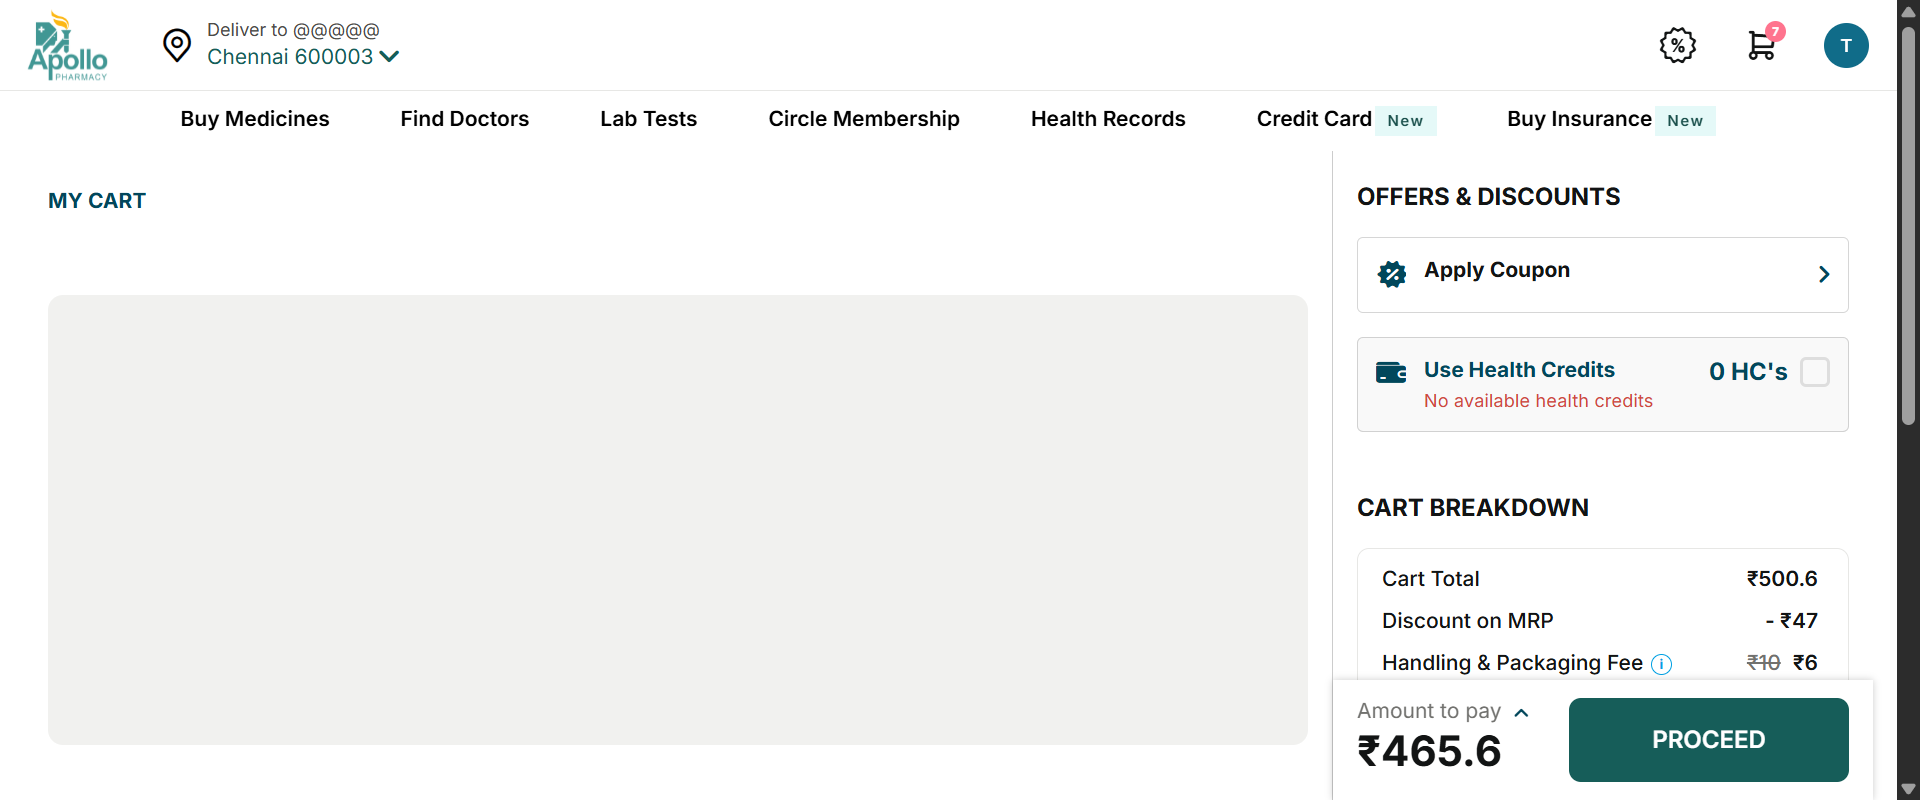 Apollo
PHARMACY
Deliver to @@@@@
Chennai 600003
%
7
T
Buy Medicines
Find Doctors
Lab Tests
Circle Membership
Health Records
Credit Card New
Buy Insurance New
MY CART
OFFERS & DISCOUNTS
Apply Coupon
Use Health Credits
0 HC's
No available health credits
CART BREAKDOWN
Cart Total ₹500.6
Discount on MRP - ₹47
Handling & Packaging Fee i ₹10 ₹6
Amount to pay
₹465.6
PROCEED